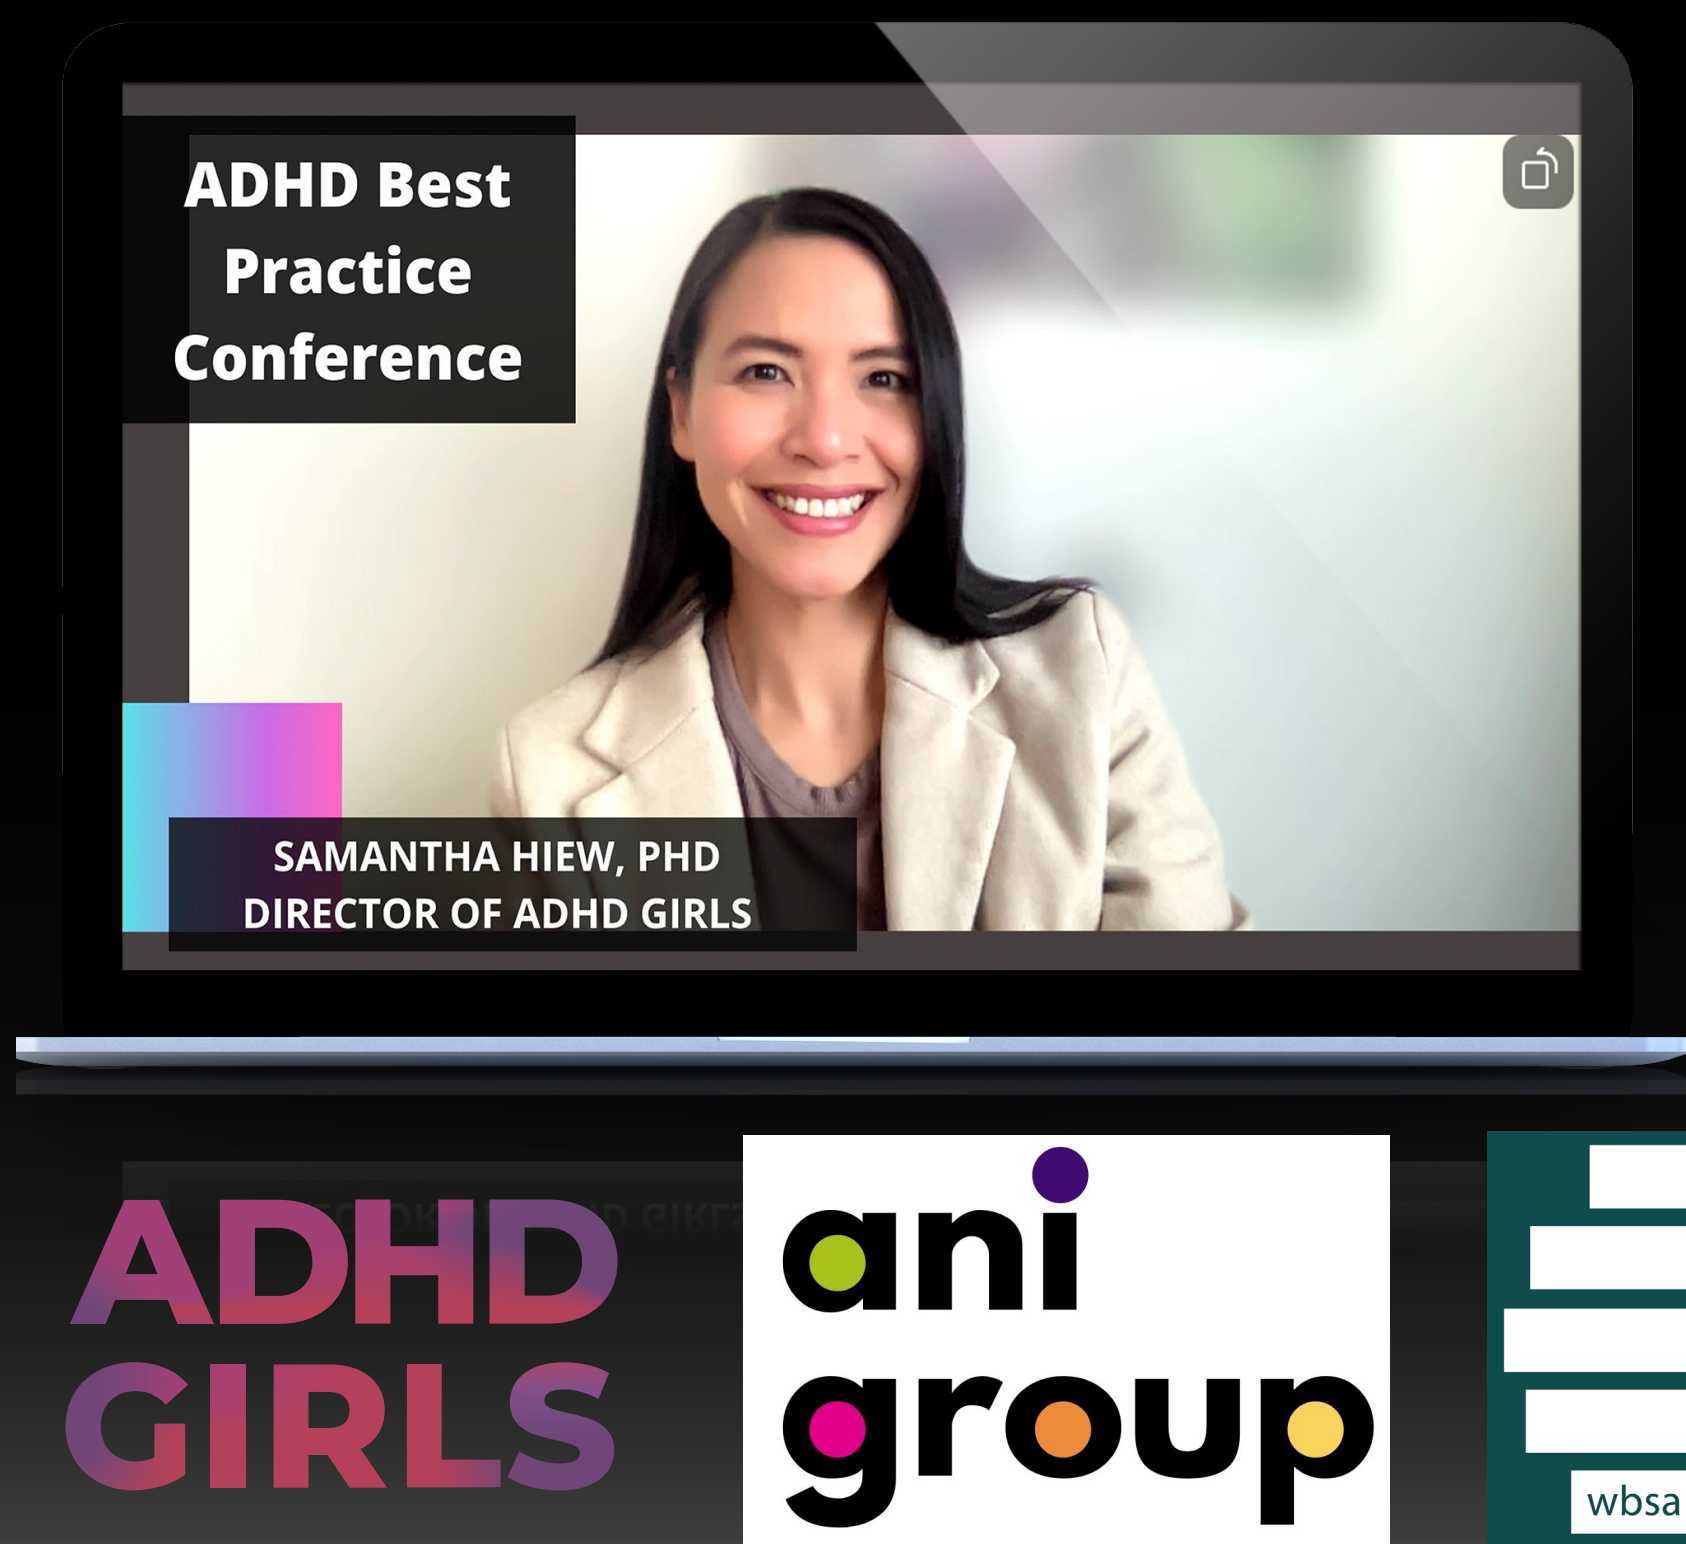 ADHD Best
Practice
Conference
SAMANTHA HIEW, PHD
DIRECTOR OF ADHD GIRLS
ADHD
GIRLS
ani
group
wbsa